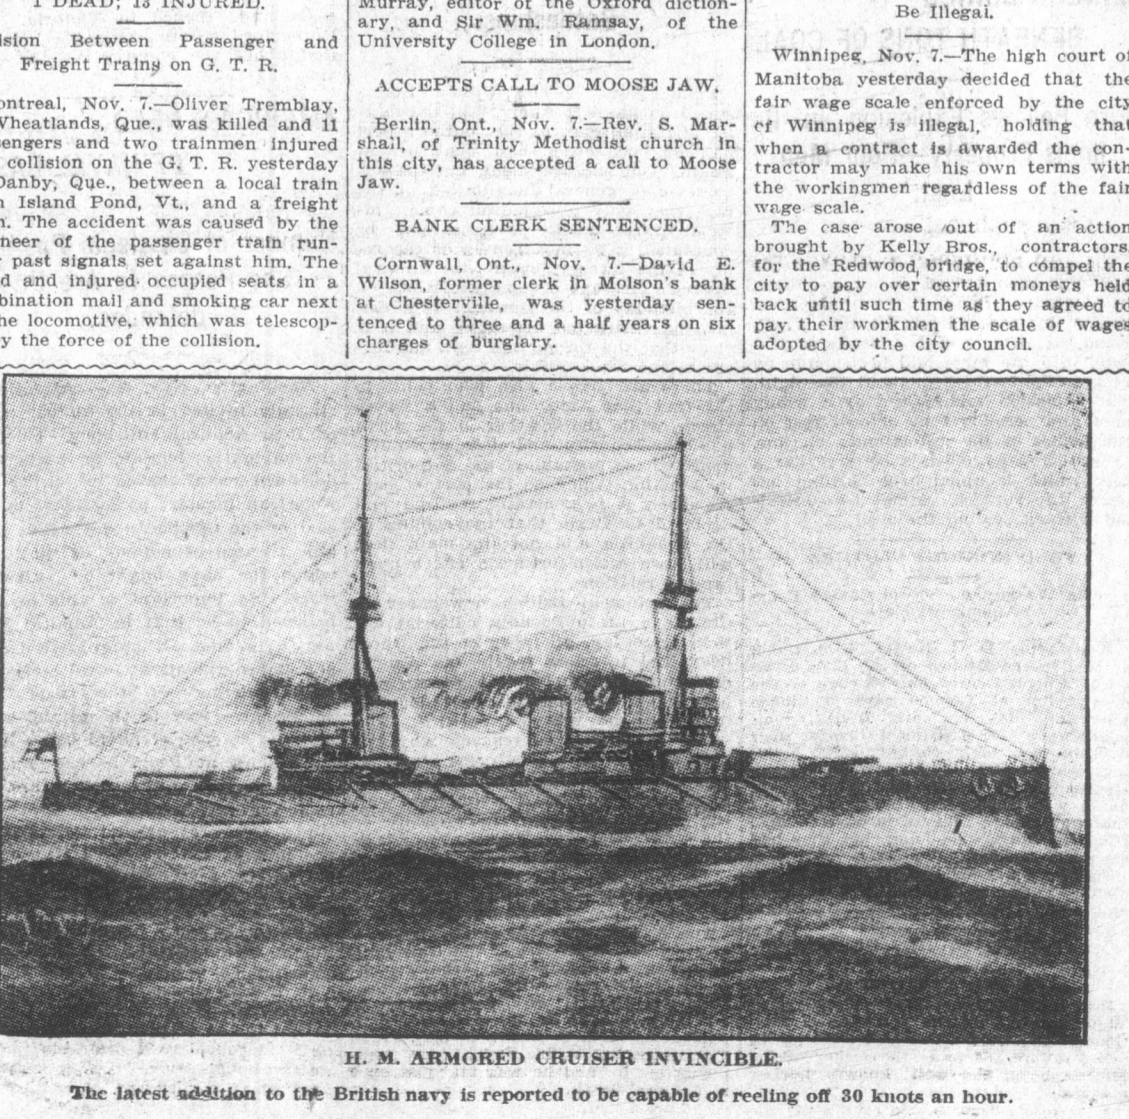 1 DEAD; 13 INJURED.
Between Passenger and
Freight Trains on G. T. R.
Nov. 7.—Oliver Tremblay,
Wheatlands, Que., was killed and 11
and two trainmen injured
collision on the G. T. R. yesterday
Danby, Que., between a local train
Island Pond, Vt., and a freight
The accident was caused by the
of the passenger train run-
past signals set against him. The
and injured occupied seats in a
mail and smoking car next
locomotive, which was telescop-
the force of the collision.
Murray, editor of the Oxford diction-
ary, and Sir Wm. Ramsay, of the
University College in London.
ACCEPTS CALL TO MOOSE JAW.
Berlin, Ont., Nov. 7.—Rev. S. Mar-
shall, of Trinity Methodist church in
this city, has accepted a call to Moose
Jaw.
BANK CLERK SENTENCED.
Cornwall, Ont., Nov. 7.—David E.
Wilson, former clerk in Molson's bank
at Chesterville, was yesterday sen-
tenced to three and a half years on six
charges of burglary.
Be Illegal.
Winnipeg, Nov. 7.—The high court of
Manitoba yesterday decided that the
fair wage scale enforced by the city
of Winnipeg is illegal, holding that
when a contract is awarded the con-
tractor may make his own terms with
the workingmen regardless of the fair
wage scale.
The case arose out of an action
brought by Kelly Bros., contractors
for the Redwood bridge, to compel the
city to pay over certain moneys held
back until such time as they agreed to
pay their workmen the scale of wages
adopted by the city council.
H. M. ARMORED CRUISER INVINCIBLE.
The latest addition to the British navy is reported to be capable of reeling off 30 knots an hour.